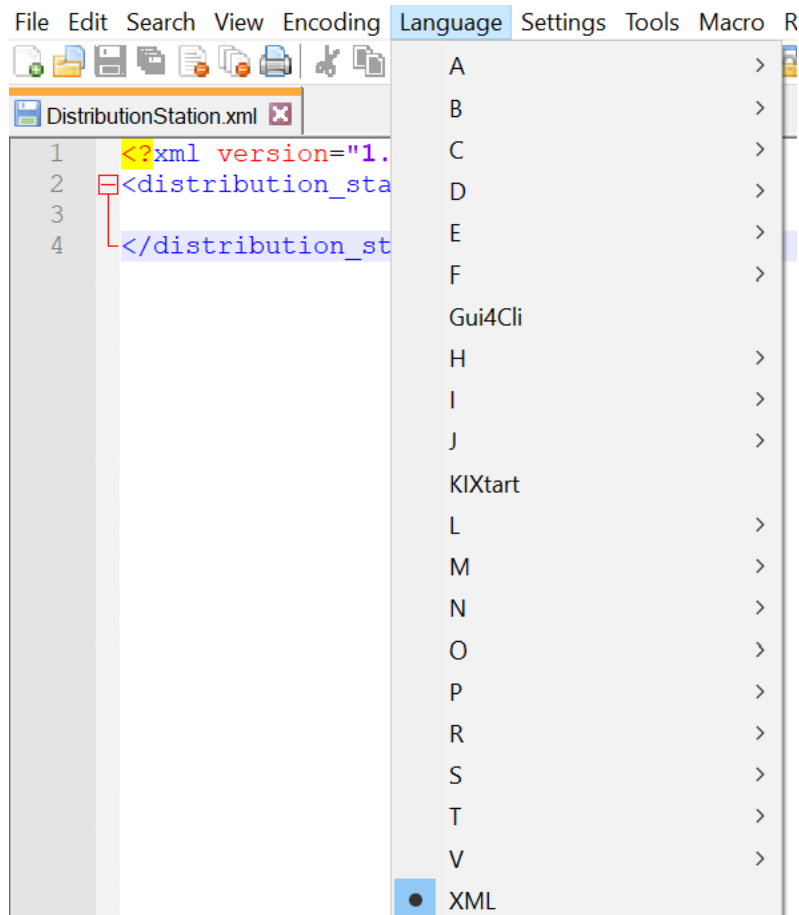 File Edit Search View Encoding Language Settings Tools Macro R
DistributionStation.xml
1 <?xml version="1.
2 <distribution_sta
3
4 </distribution_st
A
B
C
D
E
F
Gui4Cli
H
I
J
KIXtart
L
M
N
O
P
R
S
T
V
XML